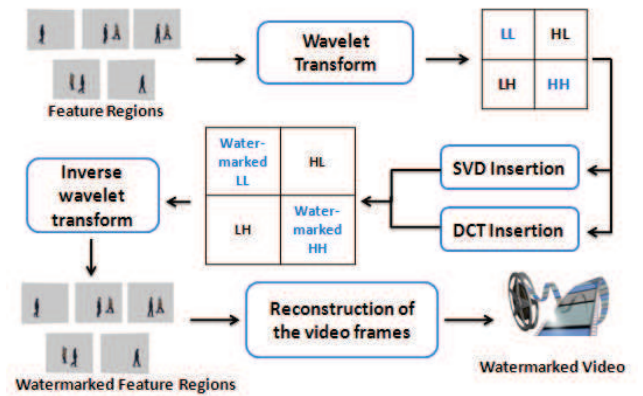 Feature Regions
Wavelet
Transform
LL
HL
LH
HH
SVD Insertion
DCT Insertion
Water-
marked
LL
HL
LH
Water-
marked
HH
Inverse
wavelet
transform
Watermarked Feature Regions
Reconstruction of
the video frames
Watermarked Video